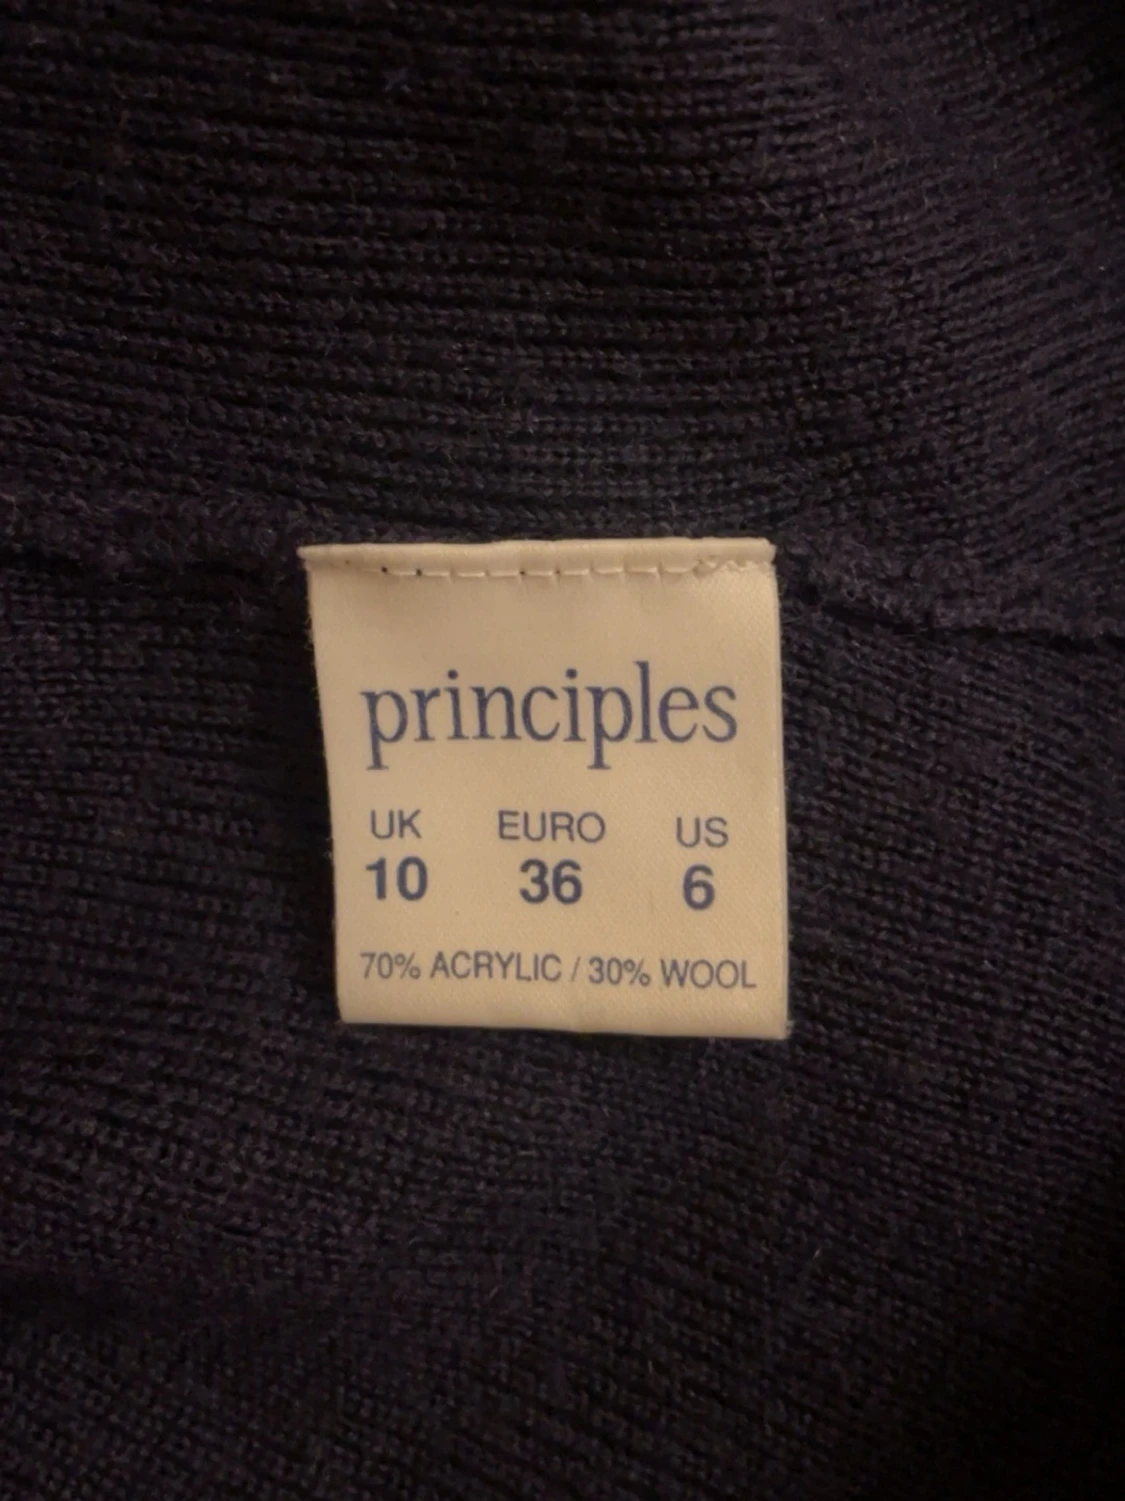 principles
UK EURO US
10 36 6
70% ACRYLIC / 30% WOOL